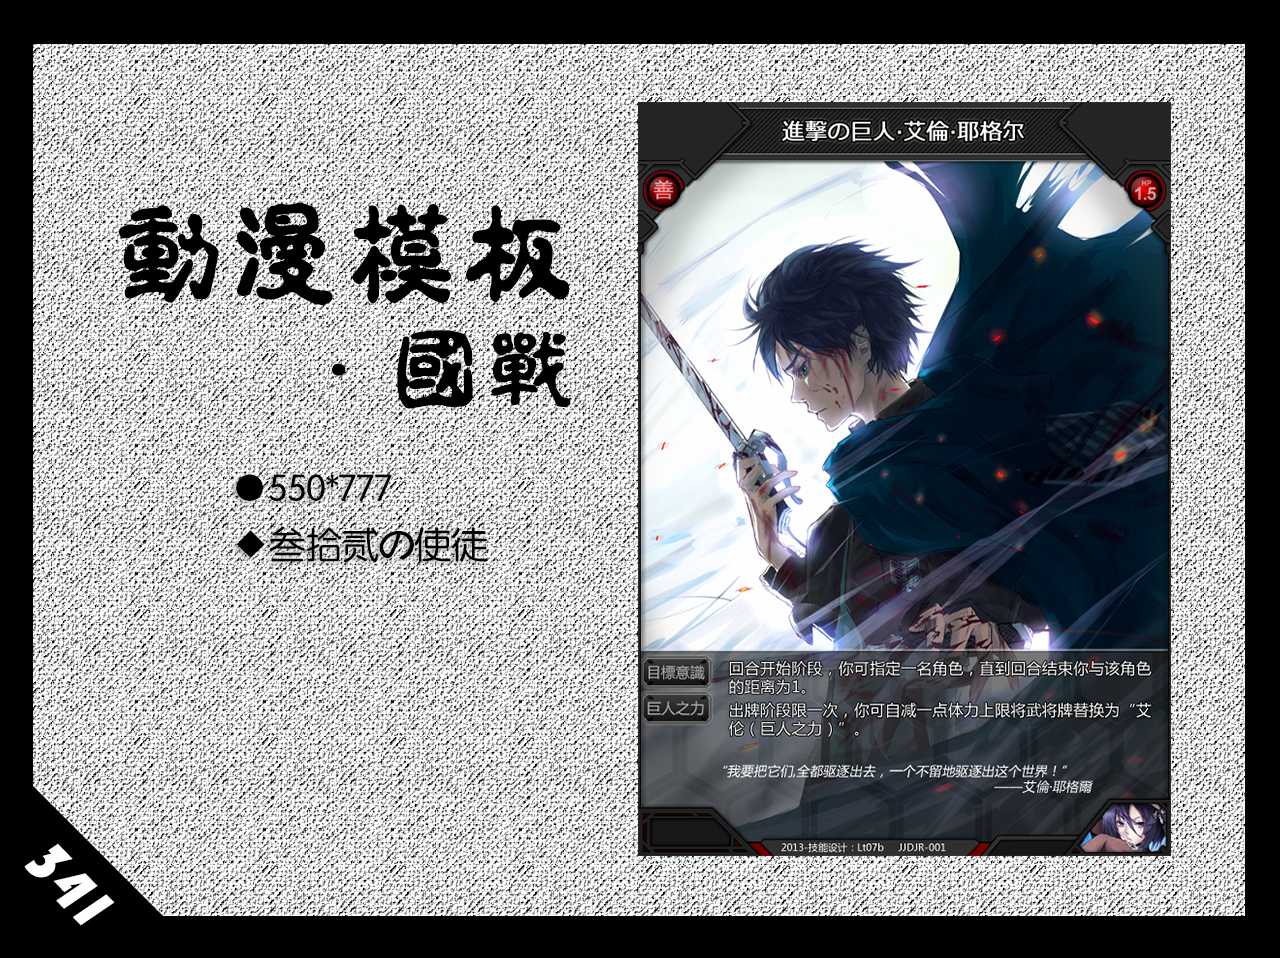 動漫模板
·國戰
●550*777
◆叁拾贰の使徒
341
進擊の巨人·艾倫·耶格尔
善
HP
1.5
目標意識
回合开始阶段，你可指定一名角色，直到回合结束你与该角色
的距离为1。
巨人之力
出牌阶段限一次，你可自减一点体力上限将武将牌替换为“艾
伦（巨人之力）”。
“我要把它们,全都驱逐出去，一个不留地驱逐出这个世界！”
——艾倫·耶格爾
2013-技能设计：Lt07b JJDJR-001